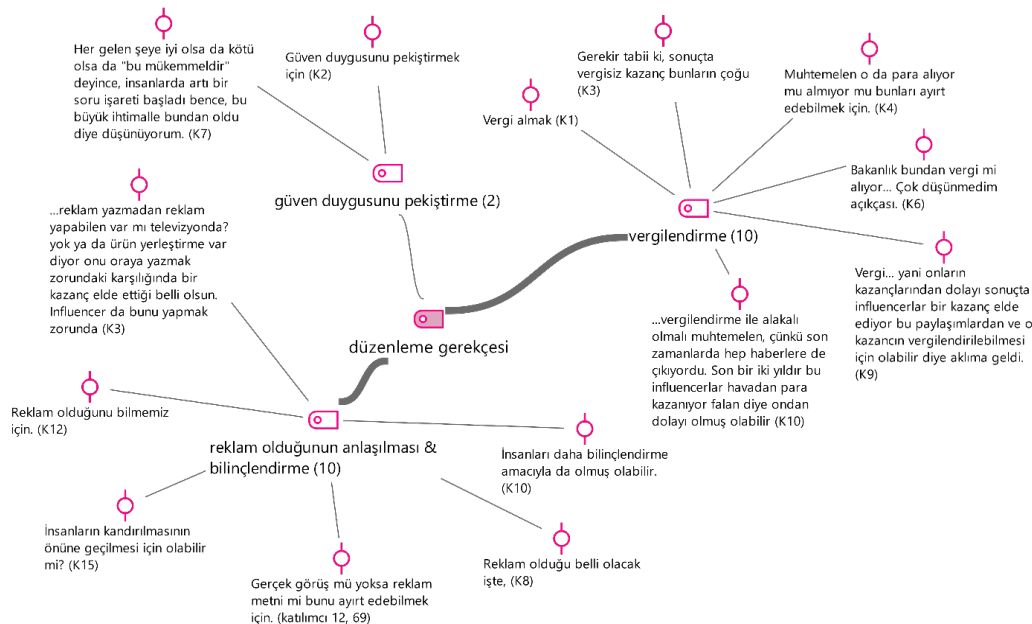 Her gelen şeye iyi olsa da kötü
olsa da "bu mükemmeldir"
deyince, insanlarda artı bir
soru işareti başladı bence, bu
büyük ihtimalle bundan oldu
diye düşünüyorum. (K7)
Güven duygusunu pekiştirmek
için (K2)
Gerekir tabii ki, sonuçta
vergisiz kazanç bunların çoğu
(K3)
Muhtemelen o da para alıyor
mu almıyor mu bunları ayırt
edebilmek için. (K4)
Vergi almak (K1)
Bakanlık bundan vergi mi
alıyor... Çok düşünmedim
açıkçası. (K6)
güven duygusunu pekiştirme (2)
vergilendirme (10)
...reklam yazmadan reklam
yapabilen var mı televizyonda?
yok ya da ürün yerleştirme var
diyor onu oraya yazmak
zorundaki karşılığında bir
kazanç elde ettiği belli olsun.
Influencer da bunu yapmak
zorunda (K3)
Vergi... yani onların
kazançlarından dolayı sonuçta
influencerlar bir kazanç elde
ediyor bu paylaşımlardan ve o
kazancın vergilendirilebilmesi
için olabilir diye aklıma geldi.
(K9)
...vergilendirme ile alakalı
olmalı muhtemelen, çünkü son
zamanlarda hep haberlere de
çıkıyordu. Son bir iki yıldır bu
influencerlar havadan para
kazanıyor falan diye ondan
dolayı olmuş olabilir (K10)
düzenleme gerekçesi
Reklam olduğunu bilmemiz
için. (K12)
reklam olduğunun anlaşılması &
bilinçlendirme (10)
İnsanları daha bilinçlendirme
amacıyla da olmuş olabilir.
(K10)
İnsanların kandırılmasının
önüne geçilmesi için olabilir
mi? (K15)
Gerçek görüş mü yoksa reklam
metni mi bunu ayırt edebilmek
için. (katılımcı 12, 69)
Reklam olduğu belli olacak
işte, (K8)